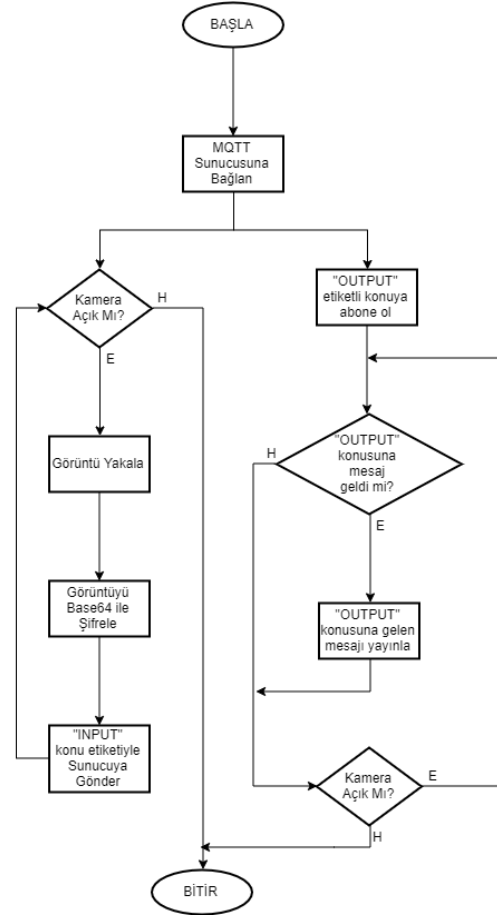 BAŞLA
MQTT
Sunucusuna
Bağlan
Kamera
Açık Mı?
H
E
Görüntü Yakala
Görüntüyü
Base64 ile
Şifrele
"INPUT"
konu etiketiyle
Sunucuya
Gönder
"OUTPUT"
etiketli konuya
abone ol
"OUTPUT"
konusuna
mesaj
geldi mi?
H
E
"OUTPUT"
konusuna gelen
mesajı yayınla
Kamera
Açık Mı?
E
H
BİTİR